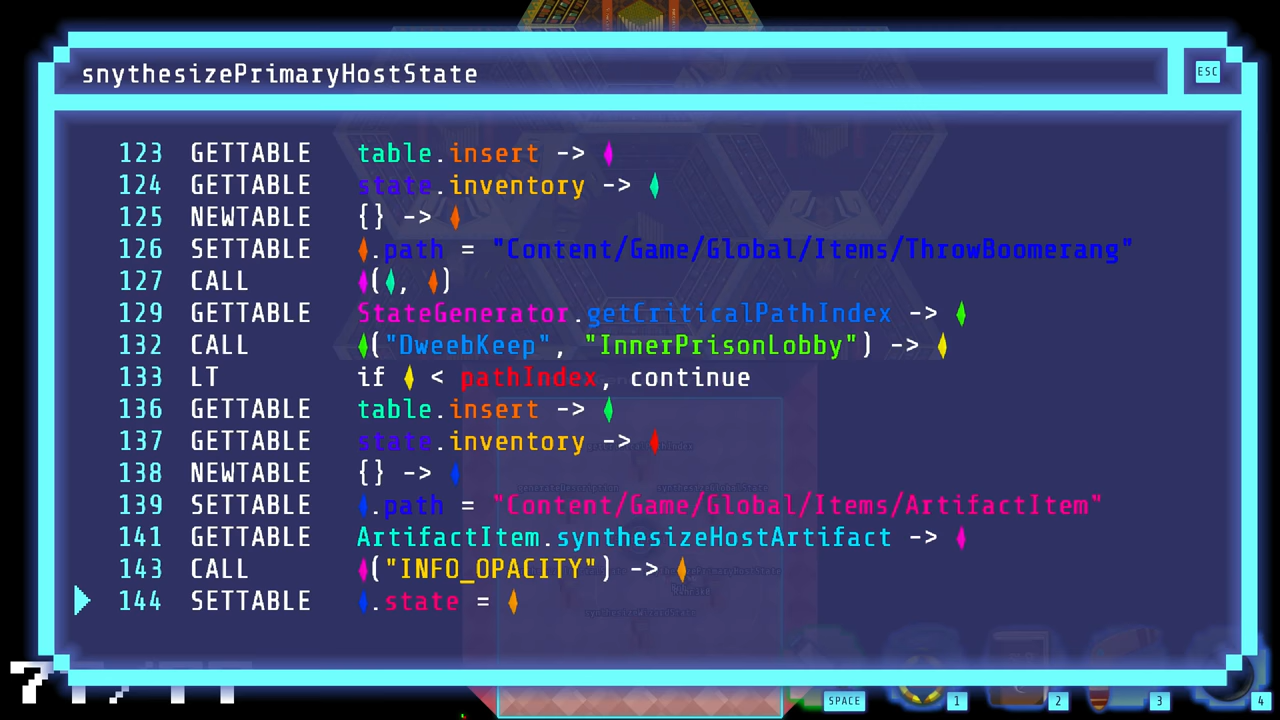 snythesizePrimaryHostState
ESC
123 GETTABLE table.insert -> ♦
124 GETTABLE state.inventory -> ♦
125 NEWTABLE {} -> ♦
126 SETTABLE ♦.path = "Content/Game/Global/Items/ThrowBoomerang"
127 CALL ♦(♦, ♦)
129 GETTABLE StateGenerator.getCriticalPathIndex -> ♦
132 CALL ♦("DweebKeep", "InnerPrisonLobby") -> ♦
133 LT if ♦ < pathIndex, continue
136 GETTABLE table.insert -> ♦
137 GETTABLE state.inventory -> ♦
138 NEWTABLE {} -> ♦
139 SETTABLE ♦.path = "Content/Game/Global/Items/ArtifactItem"
141 GETTABLE ArtifactItem.synthesizeHostArtifact -> ♦
143 CALL ♦("INFO_OPACITY") -> ♦
144 SETTABLE ♦.state = ♦
SPACE 1 2 3 4